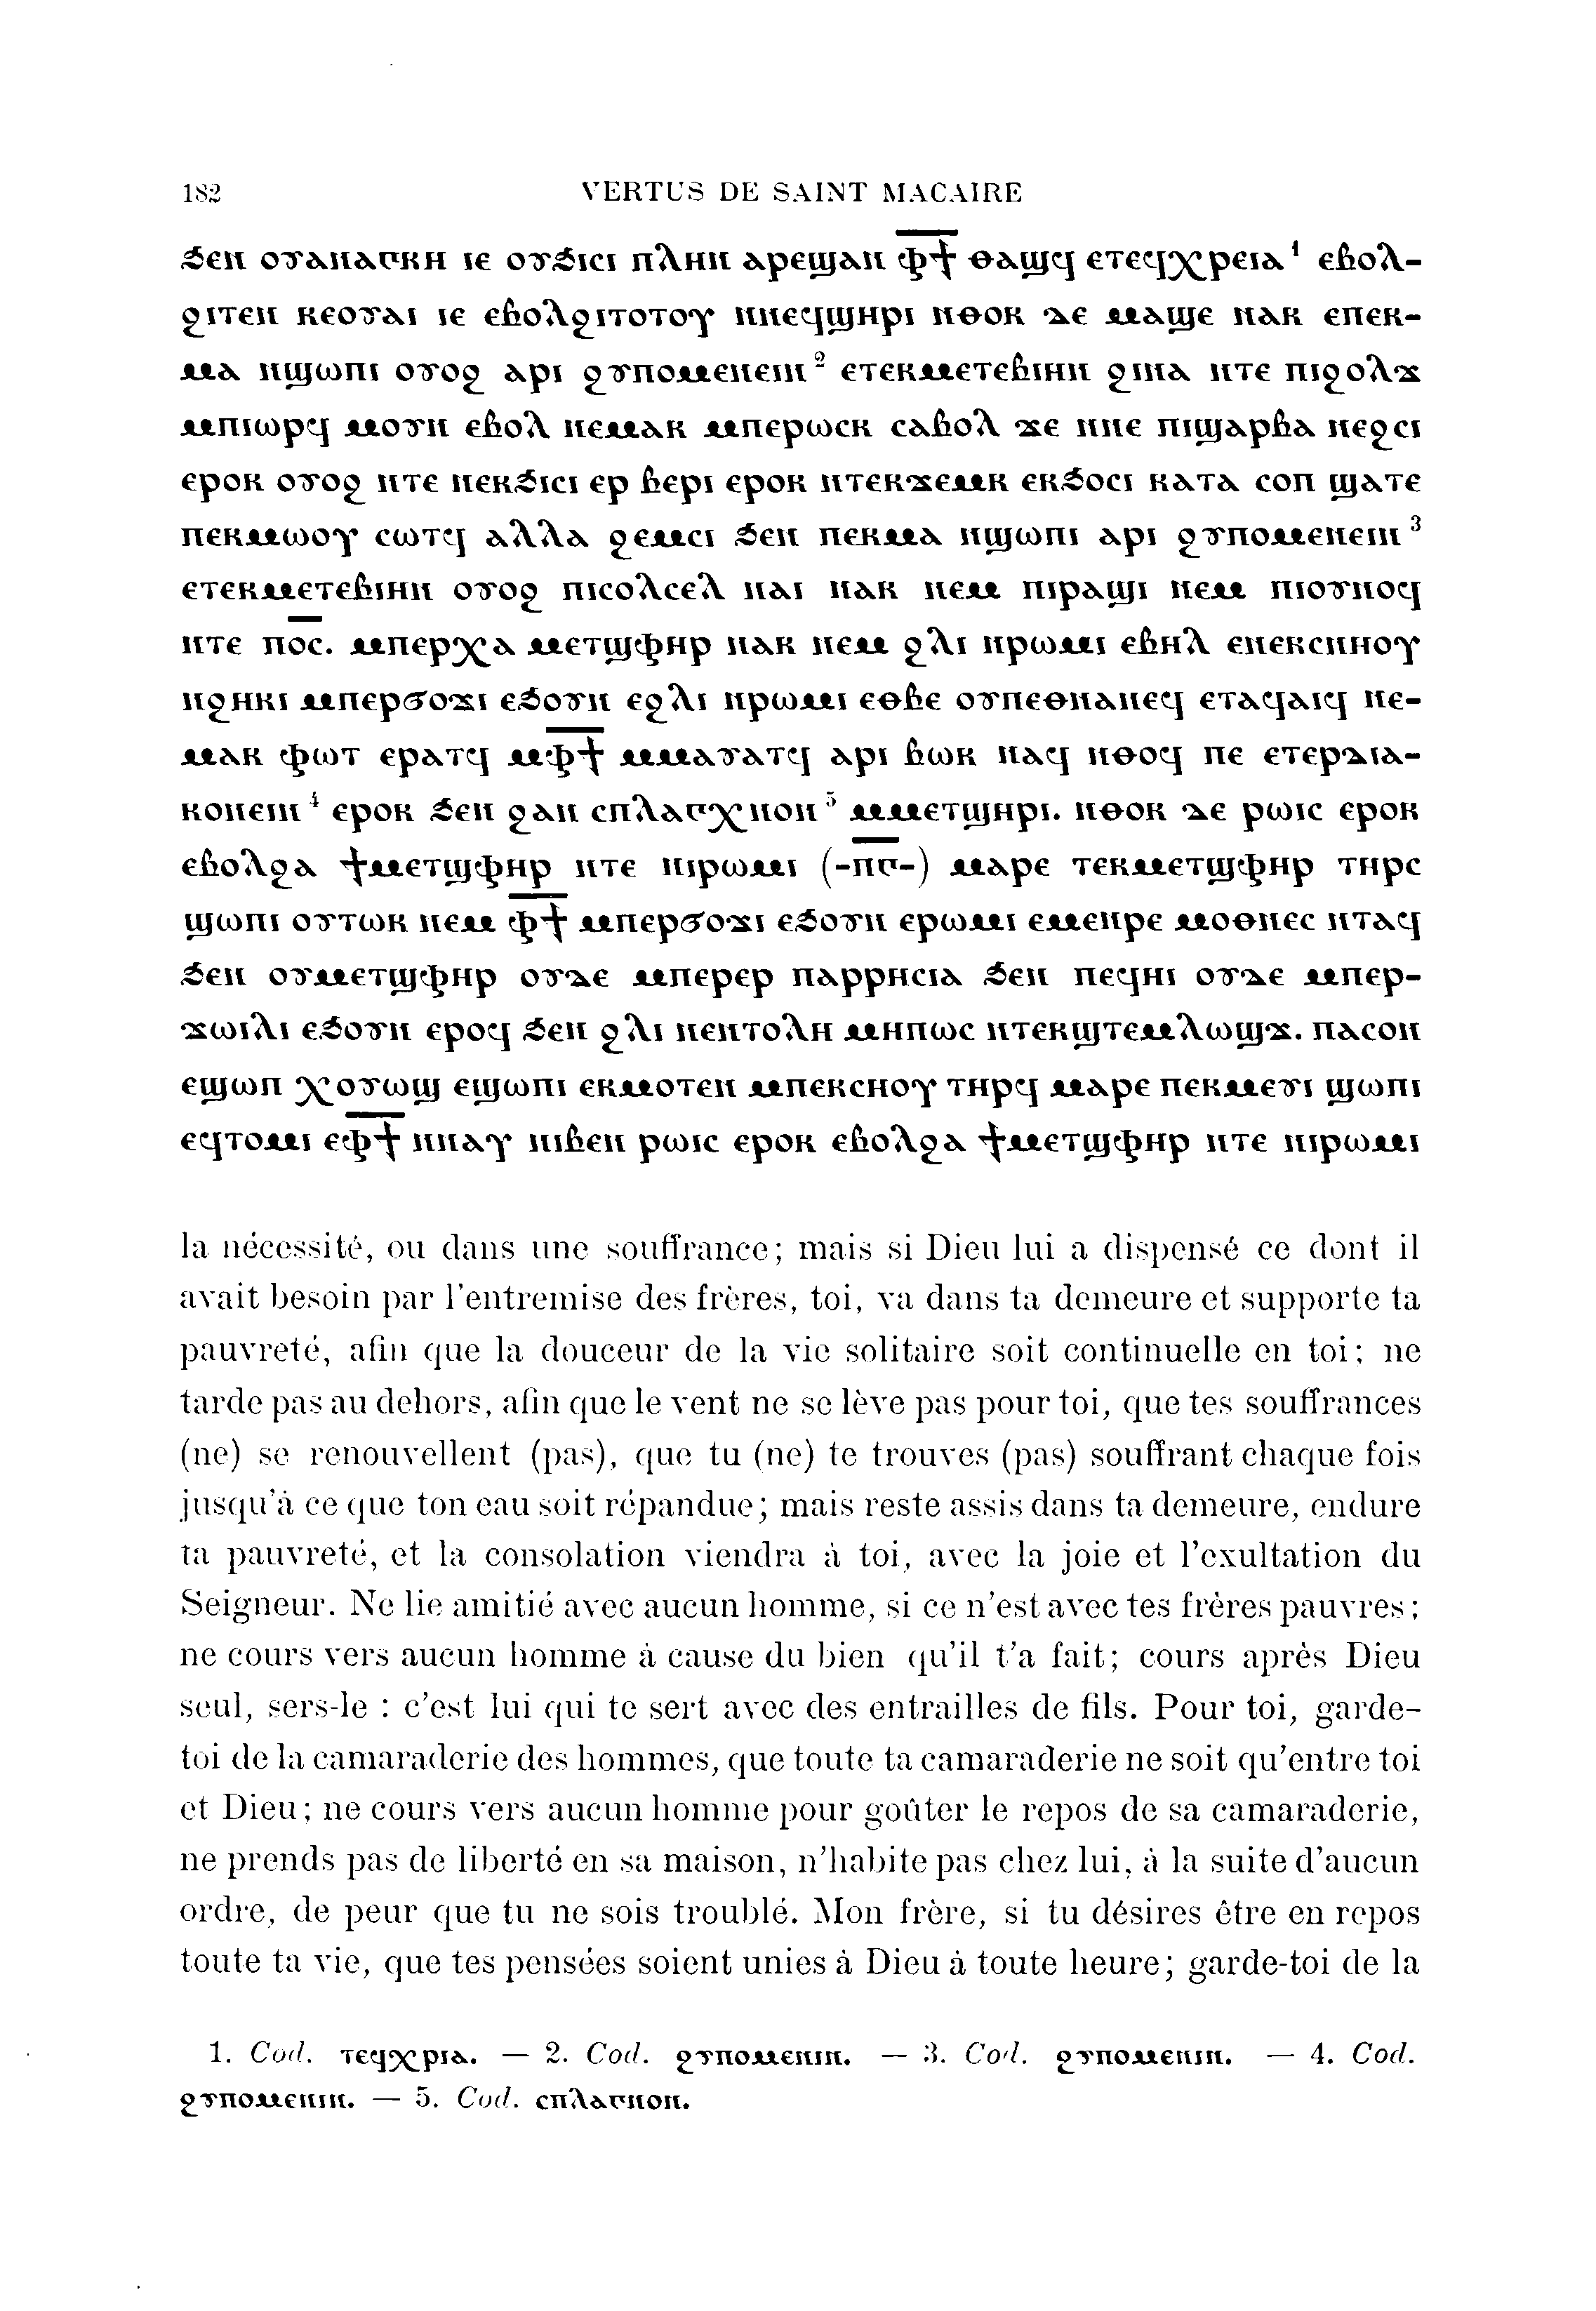 182 VERTUS DE SAINT MACAIRE
ϧⲉⲛ ⲟⲩⲁⲛⲁⲅⲕⲏ ⲓⲉ ⲟⲩϧⲓⲥⲓ ⲡⲗⲏⲛ ⲁⲣⲉϣⲁⲛ ⲫ̅ϯ̅ ⲑⲁϣϥ ⲉⲧⲉϥⲭⲣⲉⲓⲁ¹ ⲉⲃⲟⲗ-
ϩⲓⲧⲉⲛ ⲕⲉⲟⲩⲁⲓ ⲓⲉ ⲉⲃⲟⲗϩⲓⲧⲟⲧⲟⲩ ⲛⲛⲉϥϣⲏⲣⲓ ⲛⲑⲟⲕ ⲇⲉ ⲙⲁϣⲉ ⲛⲁⲕ ⲉⲡⲉⲕ-
ⲙⲁ ⲛϣⲱⲡⲓ ⲟⲩⲟϩ ⲁⲣⲓ ϩⲩⲡⲟⲙⲉⲛⲉⲓⲛ² ⲉⲧⲉⲕⲙⲉⲧⲉⲃⲓⲏⲛ ϩⲓⲛⲁ ⲛⲧⲉ ⲡⲓϩⲟⲗϫ
ⲙⲡⲓⲱⲣϥ ⲙⲟⲩⲛ ⲉⲃⲟⲗ ⲛⲉⲙⲁⲕ ⲙⲡⲉⲣⲱⲥⲕ ⲥⲁⲃⲟⲗ ϫⲉ ⲛⲛⲉ ⲡⲓϣⲁⲣⲃⲁ ⲛⲉϩⲥⲓ
ⲉⲣⲟⲕ ⲟⲩⲟϩ ⲛⲧⲉ ⲛⲉⲕϧⲓⲥⲓ ⲉⲣ ⲃⲉⲣⲓ ⲉⲣⲟⲕ ⲛⲧⲉⲕϫⲉⲙⲕ ⲉⲕϧⲟⲥⲓ ⲕⲁⲧⲁ ⲥⲟⲡ ϣⲁⲧⲉ
ⲡⲉⲕⲙⲱⲟⲩ ⲥⲱⲧϥ ⲁⲗⲗⲁ ϩⲉⲙⲥⲓ ϧⲉⲛ ⲡⲉⲕⲙⲁ ⲛϣⲱⲡⲓ ⲁⲣⲓ ϩⲩⲡⲟⲙⲉⲛⲉⲓⲛ³
ⲉⲧⲉⲕⲙⲉⲧⲉⲃⲓⲏⲛ ⲟⲩⲟϩ ⲡⲓⲥⲟⲗⲥⲉⲗ ⲛⲁⲓ ⲛⲁⲕ ⲛⲉⲙ ⲡⲓⲣⲁϣⲓ ⲛⲉⲙ ⲡⲓⲟⲩⲛⲟϥ
ⲛⲧⲉ ⲡⲟ̅ⲥ. ⲙⲡⲉⲣⲭⲁ ⲙⲉⲧϣⲫⲏⲣ ⲛⲁⲕ ⲛⲉⲙ ϩⲗⲓ ⲛⲣⲱⲙⲓ ⲉⲃⲏⲗ ⲉⲛⲉⲕⲥⲛⲏⲟⲩ
ⲛϩⲏⲕⲓ ⲙⲡⲉⲣϭⲟϫⲓ ⲉϧⲟⲩⲛ ⲉϩⲗⲓ ⲛⲣⲱⲙⲓ ⲉⲑⲃⲉ ⲟⲩⲡⲉⲑⲛⲁⲛⲉϥ ⲉⲧⲁϥⲁⲓϥ ⲛⲉ-
ⲙⲁⲕ ⲫⲱⲧ ⲉⲣⲁⲧϥ ⲙⲫ̅ϯ̅ ⲙⲙⲁⲩⲁⲧϥ ⲁⲣⲓ ⲃⲱⲕ ⲛⲁϥ ⲛⲑⲟϥ ⲡⲉ ⲉⲧⲉⲣⲇⲓⲁ-
ⲕⲟⲛⲉⲓⲛ⁴ ⲉⲣⲟⲕ ϧⲉⲛ ϩⲁⲛ ⲥⲡⲗⲁⲅⲭⲛⲟⲛ⁵ ⲙⲙⲉⲧϣⲏⲣⲓ. ⲛⲑⲟⲕ ⲇⲉ ⲣⲱⲓⲥ ⲉⲣⲟⲕ
ⲉⲃⲟⲗϩⲁ ϯⲙⲉⲧϣⲫⲏⲣ ⲛⲧⲉ ⲛⲓⲣⲱⲙⲓ (-ⲡ̅ⲅ̅-) ⲙⲁⲣⲉ ⲧⲉⲕⲙⲉⲧϣⲫⲏⲣ ⲧⲏⲣⲥ
ϣⲱⲡⲓ ⲟⲩⲧⲱⲕ ⲛⲉⲙ ⲫ̅ϯ̅ ⲙⲡⲉⲣϭⲟϫⲓ ⲉϧⲟⲩⲛ ⲉⲣⲱⲙⲓ ⲉⲙⲉⲛⲣⲉ ⲙⲟⲑⲛⲉⲥ ⲛⲧⲁϥ
ϧⲉⲛ ⲟⲩⲙⲉⲧϣⲫⲏⲣ ⲟⲩⲇⲉ ⲙⲡⲉⲣⲉⲣ ⲡⲁⲣⲣⲏⲥⲓⲁ ϧⲉⲛ ⲡⲉϥⲏⲓ ⲟⲩⲇⲉ ⲙⲡⲉⲣ-
ϫⲱⲓⲗⲓ ⲉϧⲟⲩⲛ ⲉⲣⲟϥ ϧⲉⲛ ϩⲗⲓ ⲛⲉⲛⲧⲟⲗⲏ ⲙⲏⲡⲱⲥ ⲛⲧⲉⲕϣⲧⲉⲙⲗⲱϣϫ. ⲡⲁⲥⲟⲛ
ⲉϣⲱⲡ ⲭⲟⲩⲱϣ ⲉϣⲱⲡⲓ ⲉⲕⲙⲟⲧⲉⲛ ⲙⲡⲉⲕⲥⲏⲟⲩ ⲧⲏⲣϥ ⲙⲁⲣⲉ ⲡⲉⲕⲙⲉⲩⲓ ϣⲱⲡⲓ
ⲉϥⲧⲟⲙⲓ ⲉⲫ̅ϯ̅ ⲛⲛⲁⲩ ⲛⲓⲃⲉⲛ ⲣⲱⲓⲥ ⲉⲣⲟⲕ ⲉⲃⲟⲗϩⲁ ϯⲙⲉⲧϣⲫⲏⲣ ⲛⲧⲉ ⲛⲓⲣⲱⲙⲓ
la nécessité, ou dans une souffrance; mais si Dieu lui a dispensé ce dont il
avait besoin par l'entremise des frères, toi, va dans ta demeure et supporte ta
pauvreté, afin que la douceur de la vie solitaire soit continuelle en toi; ne
tarde pas au dehors, afin que le vent ne se lève pas pour toi, que tes souffrances
(ne) se renouvellent (pas), que tu (ne) te trouves (pas) souffrant chaque fois
jusqu'à ce que ton eau soit répandue; mais reste assis dans ta demeure, endure
ta pauvreté, et la consolation viendra à toi, avec la joie et l'exultation du
Seigneur. Ne lie amitié avec aucun homme, si ce n'est avec tes frères pauvres;
ne cours vers aucun homme à cause du bien qu'il t'a fait; cours après Dieu
seul, sers-le : c'est lui qui te sert avec des entrailles de fils. Pour toi, garde-
toi de la camaraderie des hommes, que toute ta camaraderie ne soit qu'entre toi
et Dieu; ne cours vers aucun homme pour goûter le repos de sa camaraderie,
ne prends pas de liberté en sa maison, n'habite pas chez lui, à la suite d'aucun
ordre, de peur que tu ne sois troublé. Mon frère, si tu désires être en repos
toute ta vie, que tes pensées soient unies à Dieu à toute heure; garde-toi de la
1. Cod. ⲧⲉϥⲭⲣⲓⲁ. — 2. Cod. ϩⲩⲡⲟⲙⲉⲛⲓⲛ. — 3. Cod. ϩⲩⲡⲟⲙⲉⲛⲓⲛ. — 4. Cod.
ϩⲩⲡⲟⲙⲉⲛⲓⲛ. — 5. Cod. ⲥⲡⲗⲁⲅⲛⲟⲛ.